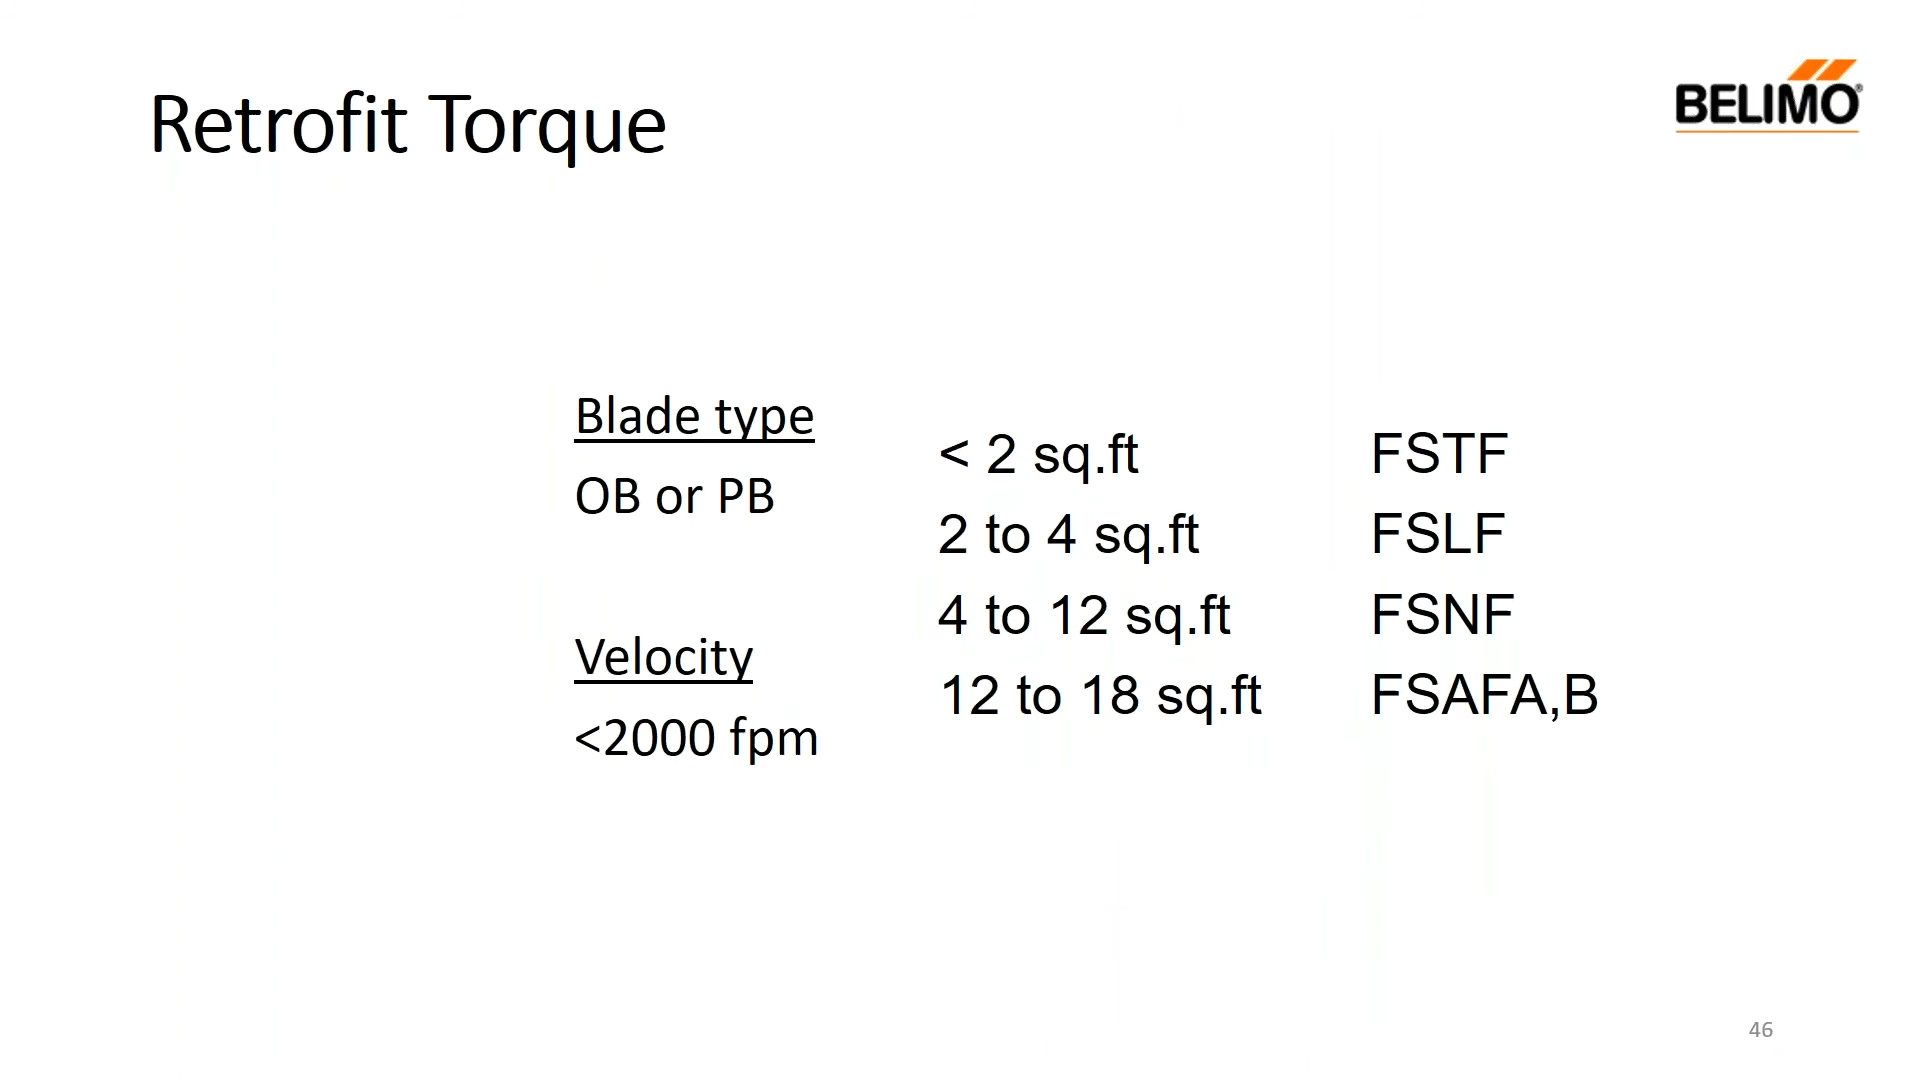 Retrofit Torque
BELIMO®
Blade type
OB or PB
Velocity
<2000 fpm
< 2 sq.ft FSTF
2 to 4 sq.ft FSLF
4 to 12 sq.ft FSNF
12 to 18 sq.ft FSAFA,B
46